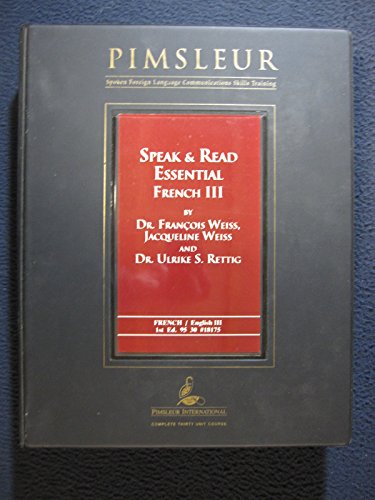 PIMSLEUR
Spoken Foreign Language Communications Skills Training
SPEAK & READ
ESSENTIAL
FRENCH III
BY
DR. FRANÇOIS WEISS,
JACQUELINE WEISS
AND
DR. ULRIKE S. RETTIG
FRENCH / English III
1st Ed. 95 30 #18175
PIMSLEUR INTERNATIONAL
COMPLETE THIRTY UNIT COURSE